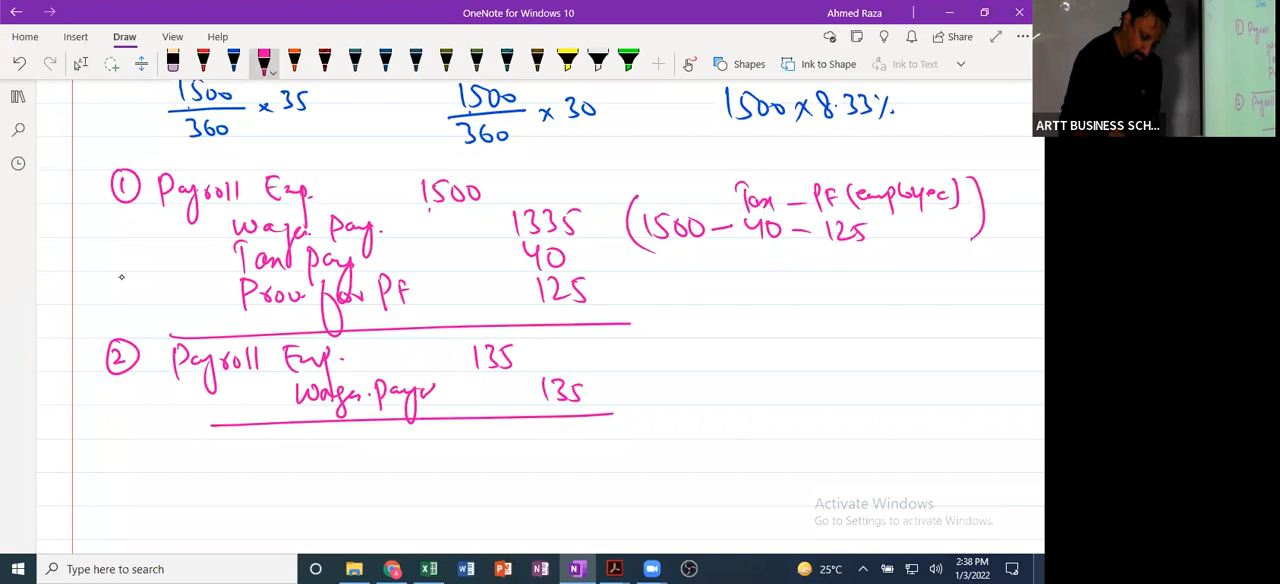 OneNote for Windows 10
Ahmed Raza
Home Insert Draw View Help
Share
Shapes Ink to Shape Ink to Text
1500/360 × 35 1500/360 × 30 1500 × 8.33%
① Payroll Exp. 1500
Wages. Pay. 1335
Tax pay 40
Prov. for PF 125
Tax – PF (employee)
(1500 – 40 – 125)
② Payroll Exp. 135
Wages. Pay 135
ARTT BUSINESS SCH...
Activate Windows
Go to Settings to activate Windows.
Type here to search
25°C
2:38 PM
1/3/2022